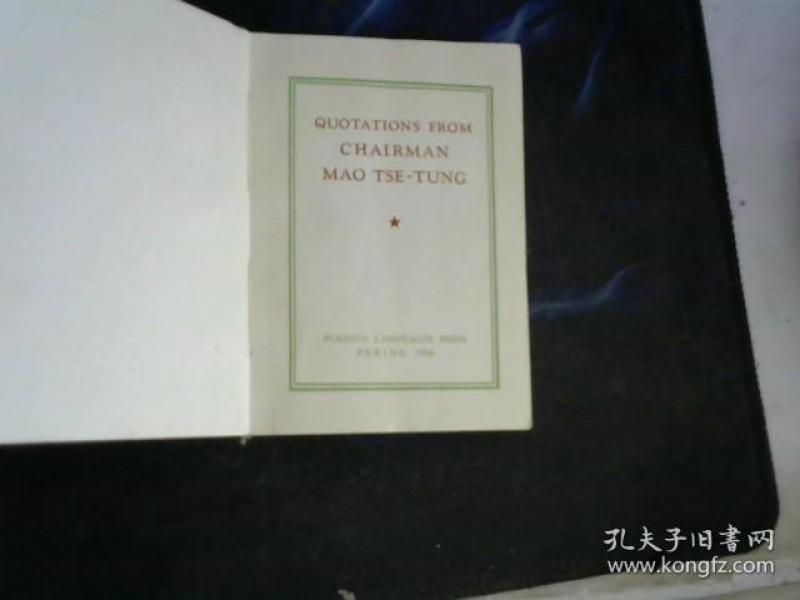 QUOTATIONS FROM
CHAIRMAN
MAO TSE-TUNG
FOREIGN LANGUAGES PRESS
PEKING 1966
孔夫子旧書网
www.kongfz.com